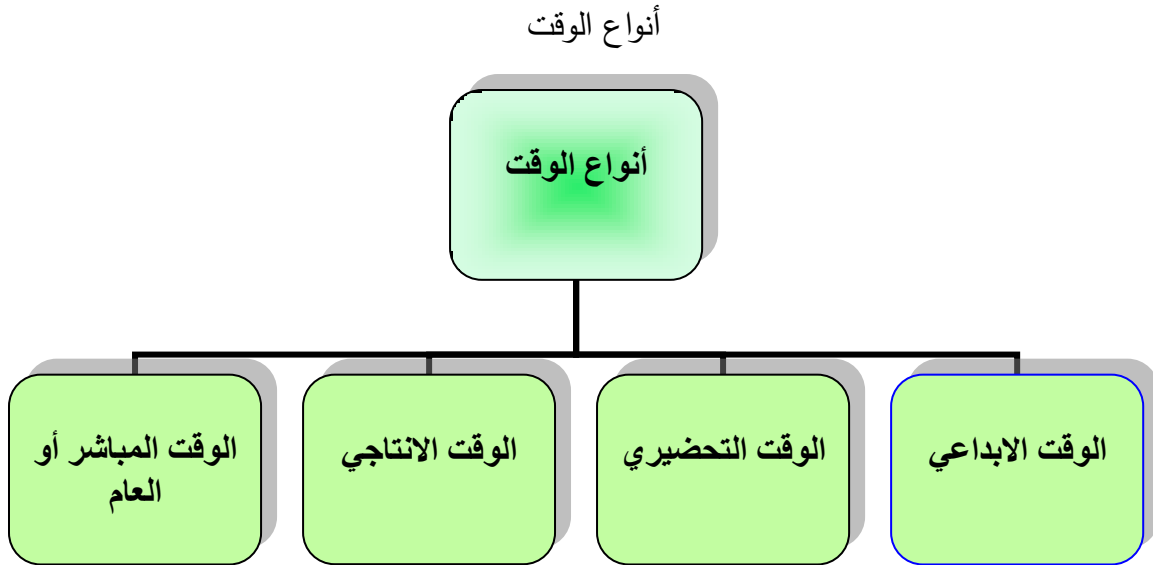 أنواع الوقت
أنواع الوقت
الوقت الابداعي
الوقت التحضيري
الوقت الانتاجي
الوقت المباشر أو
العام